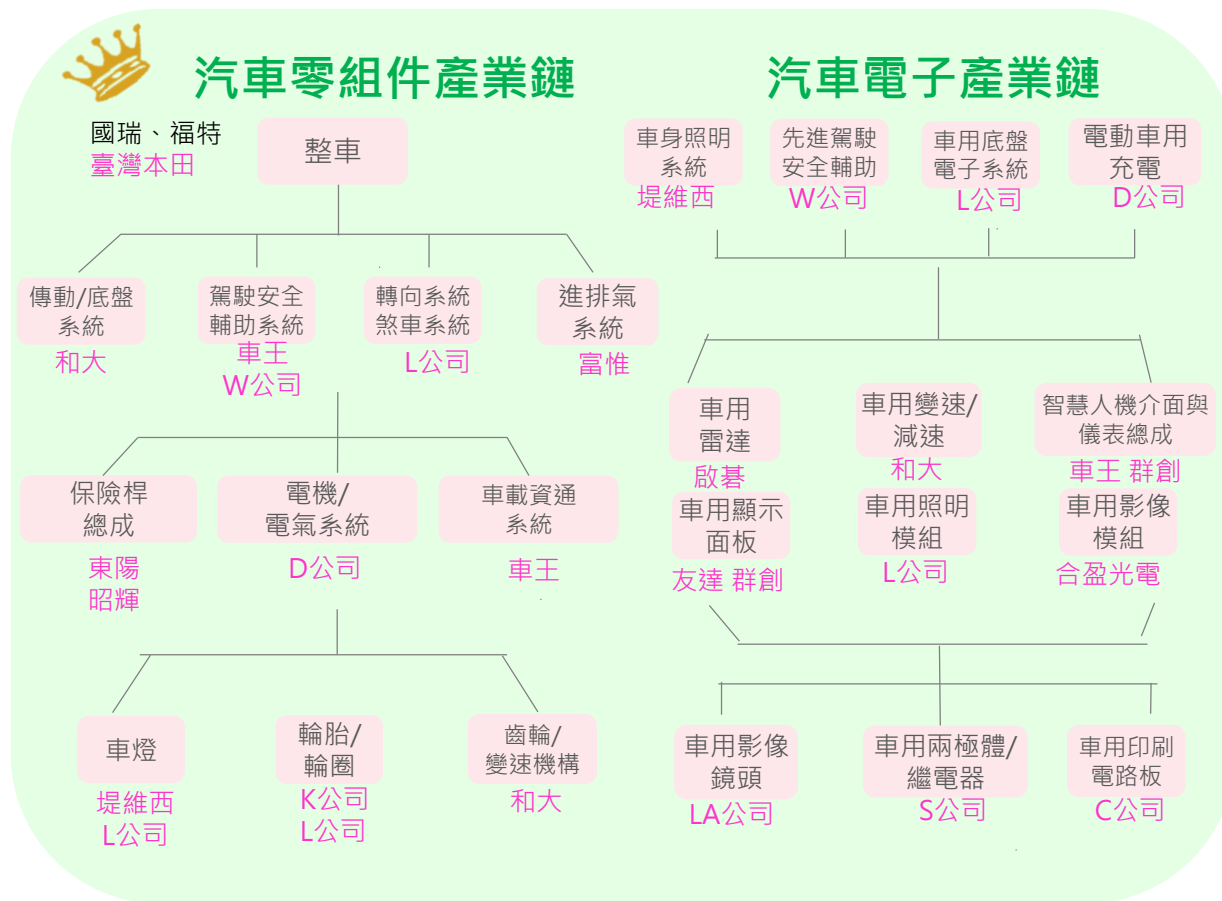 汽車零組件產業鏈
國瑞、福特
臺灣本田
整車
傳動/底盤
系統
和大
駕駛安全
輔助系統
車王
W公司
轉向系統
煞車系統
L公司
進排氣
系統
富惟
保險桿
總成
東陽
昭輝
電機/
電氣系統
D公司
車載資通
系統
車王
車燈
堤維西
L公司
輪胎/
輪圈
K公司
L公司
齒輪/
變速機構
和大
汽車電子產業鏈
車身照明
系統
堤維西
先進駕駛
安全輔助
W公司
車用底盤
電子系統
L公司
電動車用
充電
D公司
車用
雷達
啟碁
車用變速/
減速
和大
智慧人機介面與
儀表總成
車王 群創
車用顯示
面板
友達 群創
車用照明
模組
L公司
車用影像
模組
合盈光電
車用影像
鏡頭
LA公司
車用兩極體/
繼電器
S公司
車用印刷
電路板
C公司